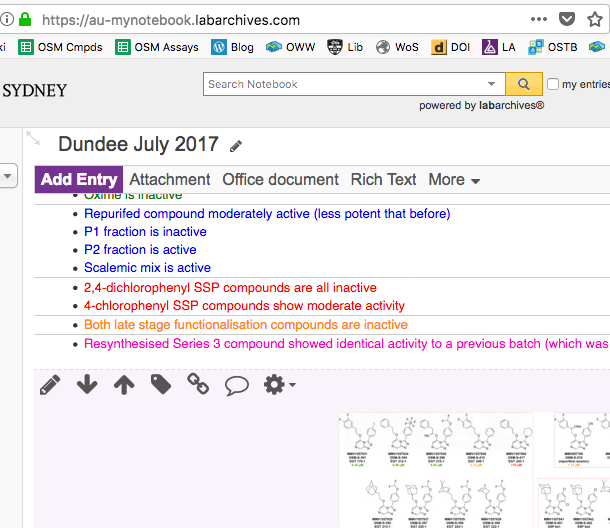 https://au-mynotebook.labarchives.com
OSM Cmpds OSM Assays Blog OWW Lib WoS DOI LA OSTB
SYDNEY
Search Notebook
my entries
powered by labarchives®
Dundee July 2017
Add Entry Attachment Office document Rich Text More
Oxime is inactive
Repurifed compound moderately active (less potent that before)
P1 fraction is inactive
P2 fraction is active
Scalemic mix is active
2,4-dichlorophenyl SSP compounds are all inactive
4-chlorophenyl SSP compounds show moderate activity
Both late stage functionalisation compounds are inactive
Resynthesised Series 3 compound showed identical activity to a previous batch (which was